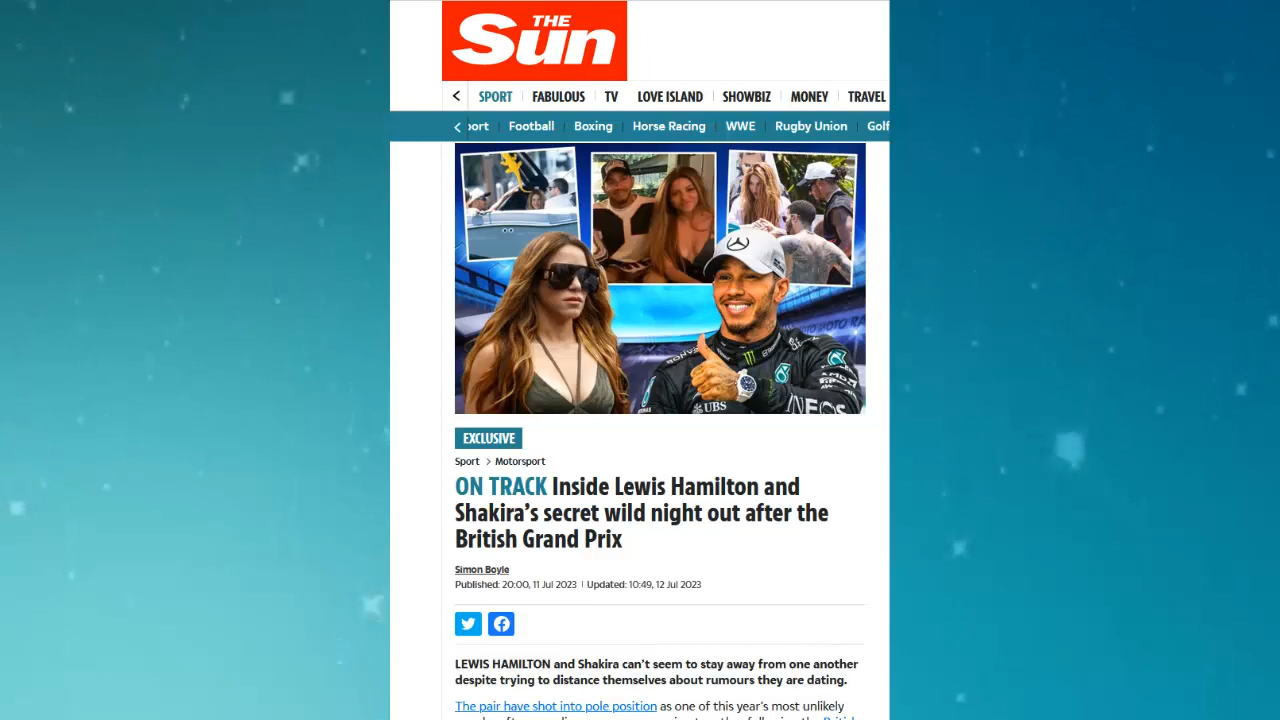 THE
Sun
SPORT FABULOUS TV LOVE ISLAND SHOWBIZ MONEY TRAVEL
port Football Boxing Horse Racing WWE Rugby Union Golf
UBS
INEOS
EXCLUSIVE
Sport > Motorsport
ON TRACK Inside Lewis Hamilton and
Shakira’s secret wild night out after the
British Grand Prix
Simon Boyle
Published: 20:00, 11 Jul 2023 | Updated: 10:49, 12 Jul 2023
LEWIS HAMILTON and Shakira can’t seem to stay away from one another
despite trying to distance themselves about rumours they are dating.
The pair have shot into pole position as one of this year’s most unlikely